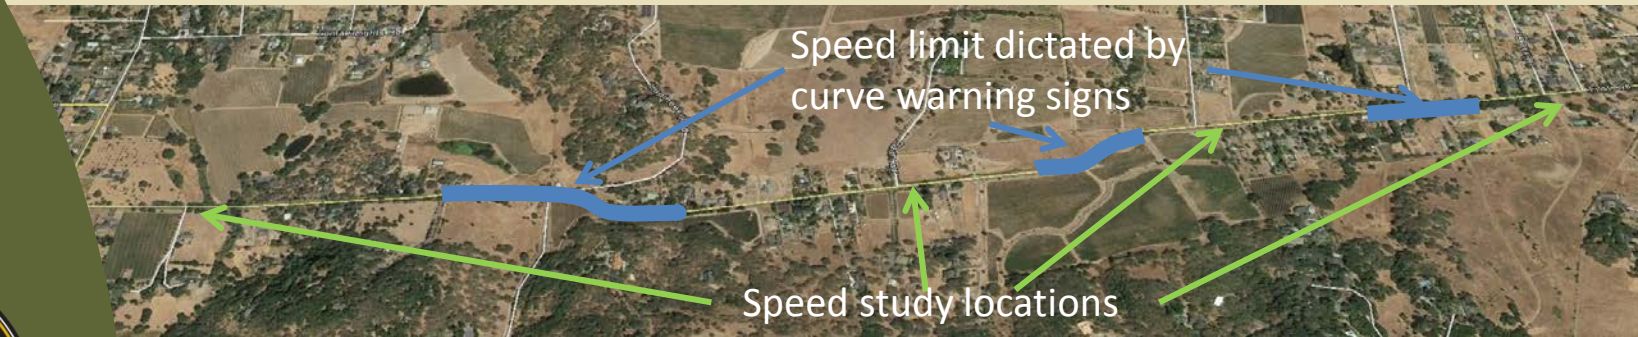 Speed limit dictated by
curve warning signs
Speed study locations